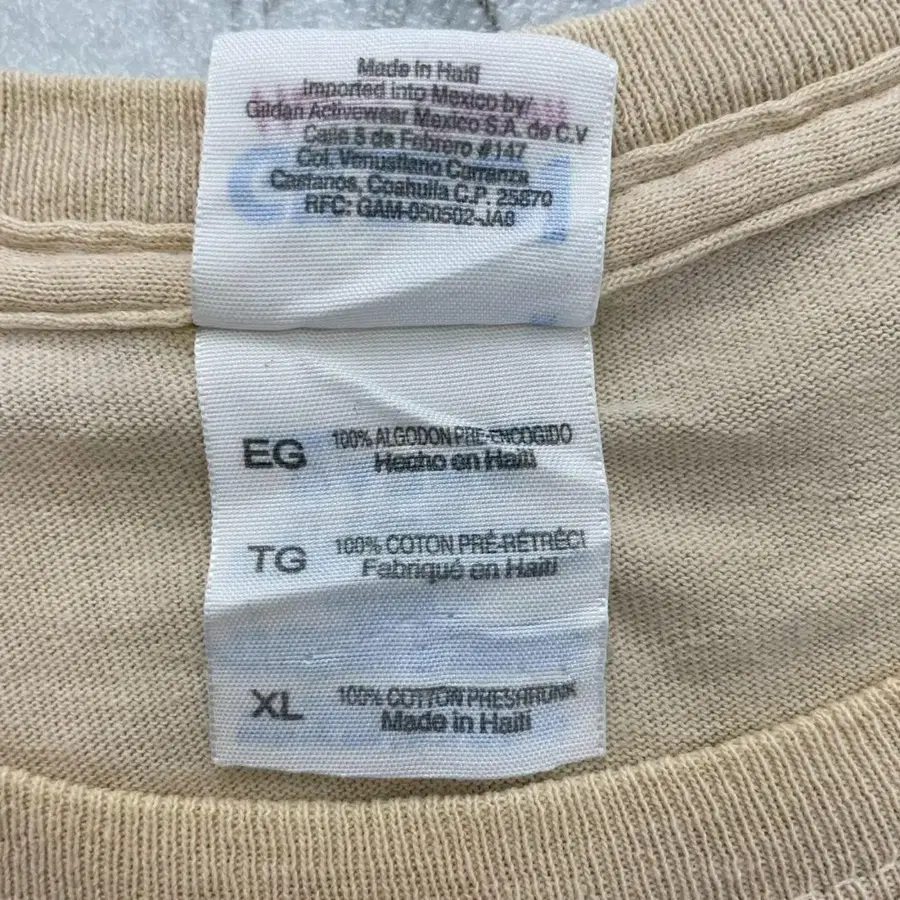 Made in Haiti
Imported into Mexico by/
Gildan Activewear Mexico S.A. de C.V
Calle 5 de Febrero #147
Col. Venustiano Carranza
Castanos, Coahuila C.P. 25870
RFC: GAM-050502-JA9
EG 100% ALGODON PRE-ENCOGIDO
Hecho en Haiti
TG 100% COTON PRÉ-RÉTRÉCI
Fabriqué en Haiti
XL 100% COTTON PRESHRUNK
Made in Haiti